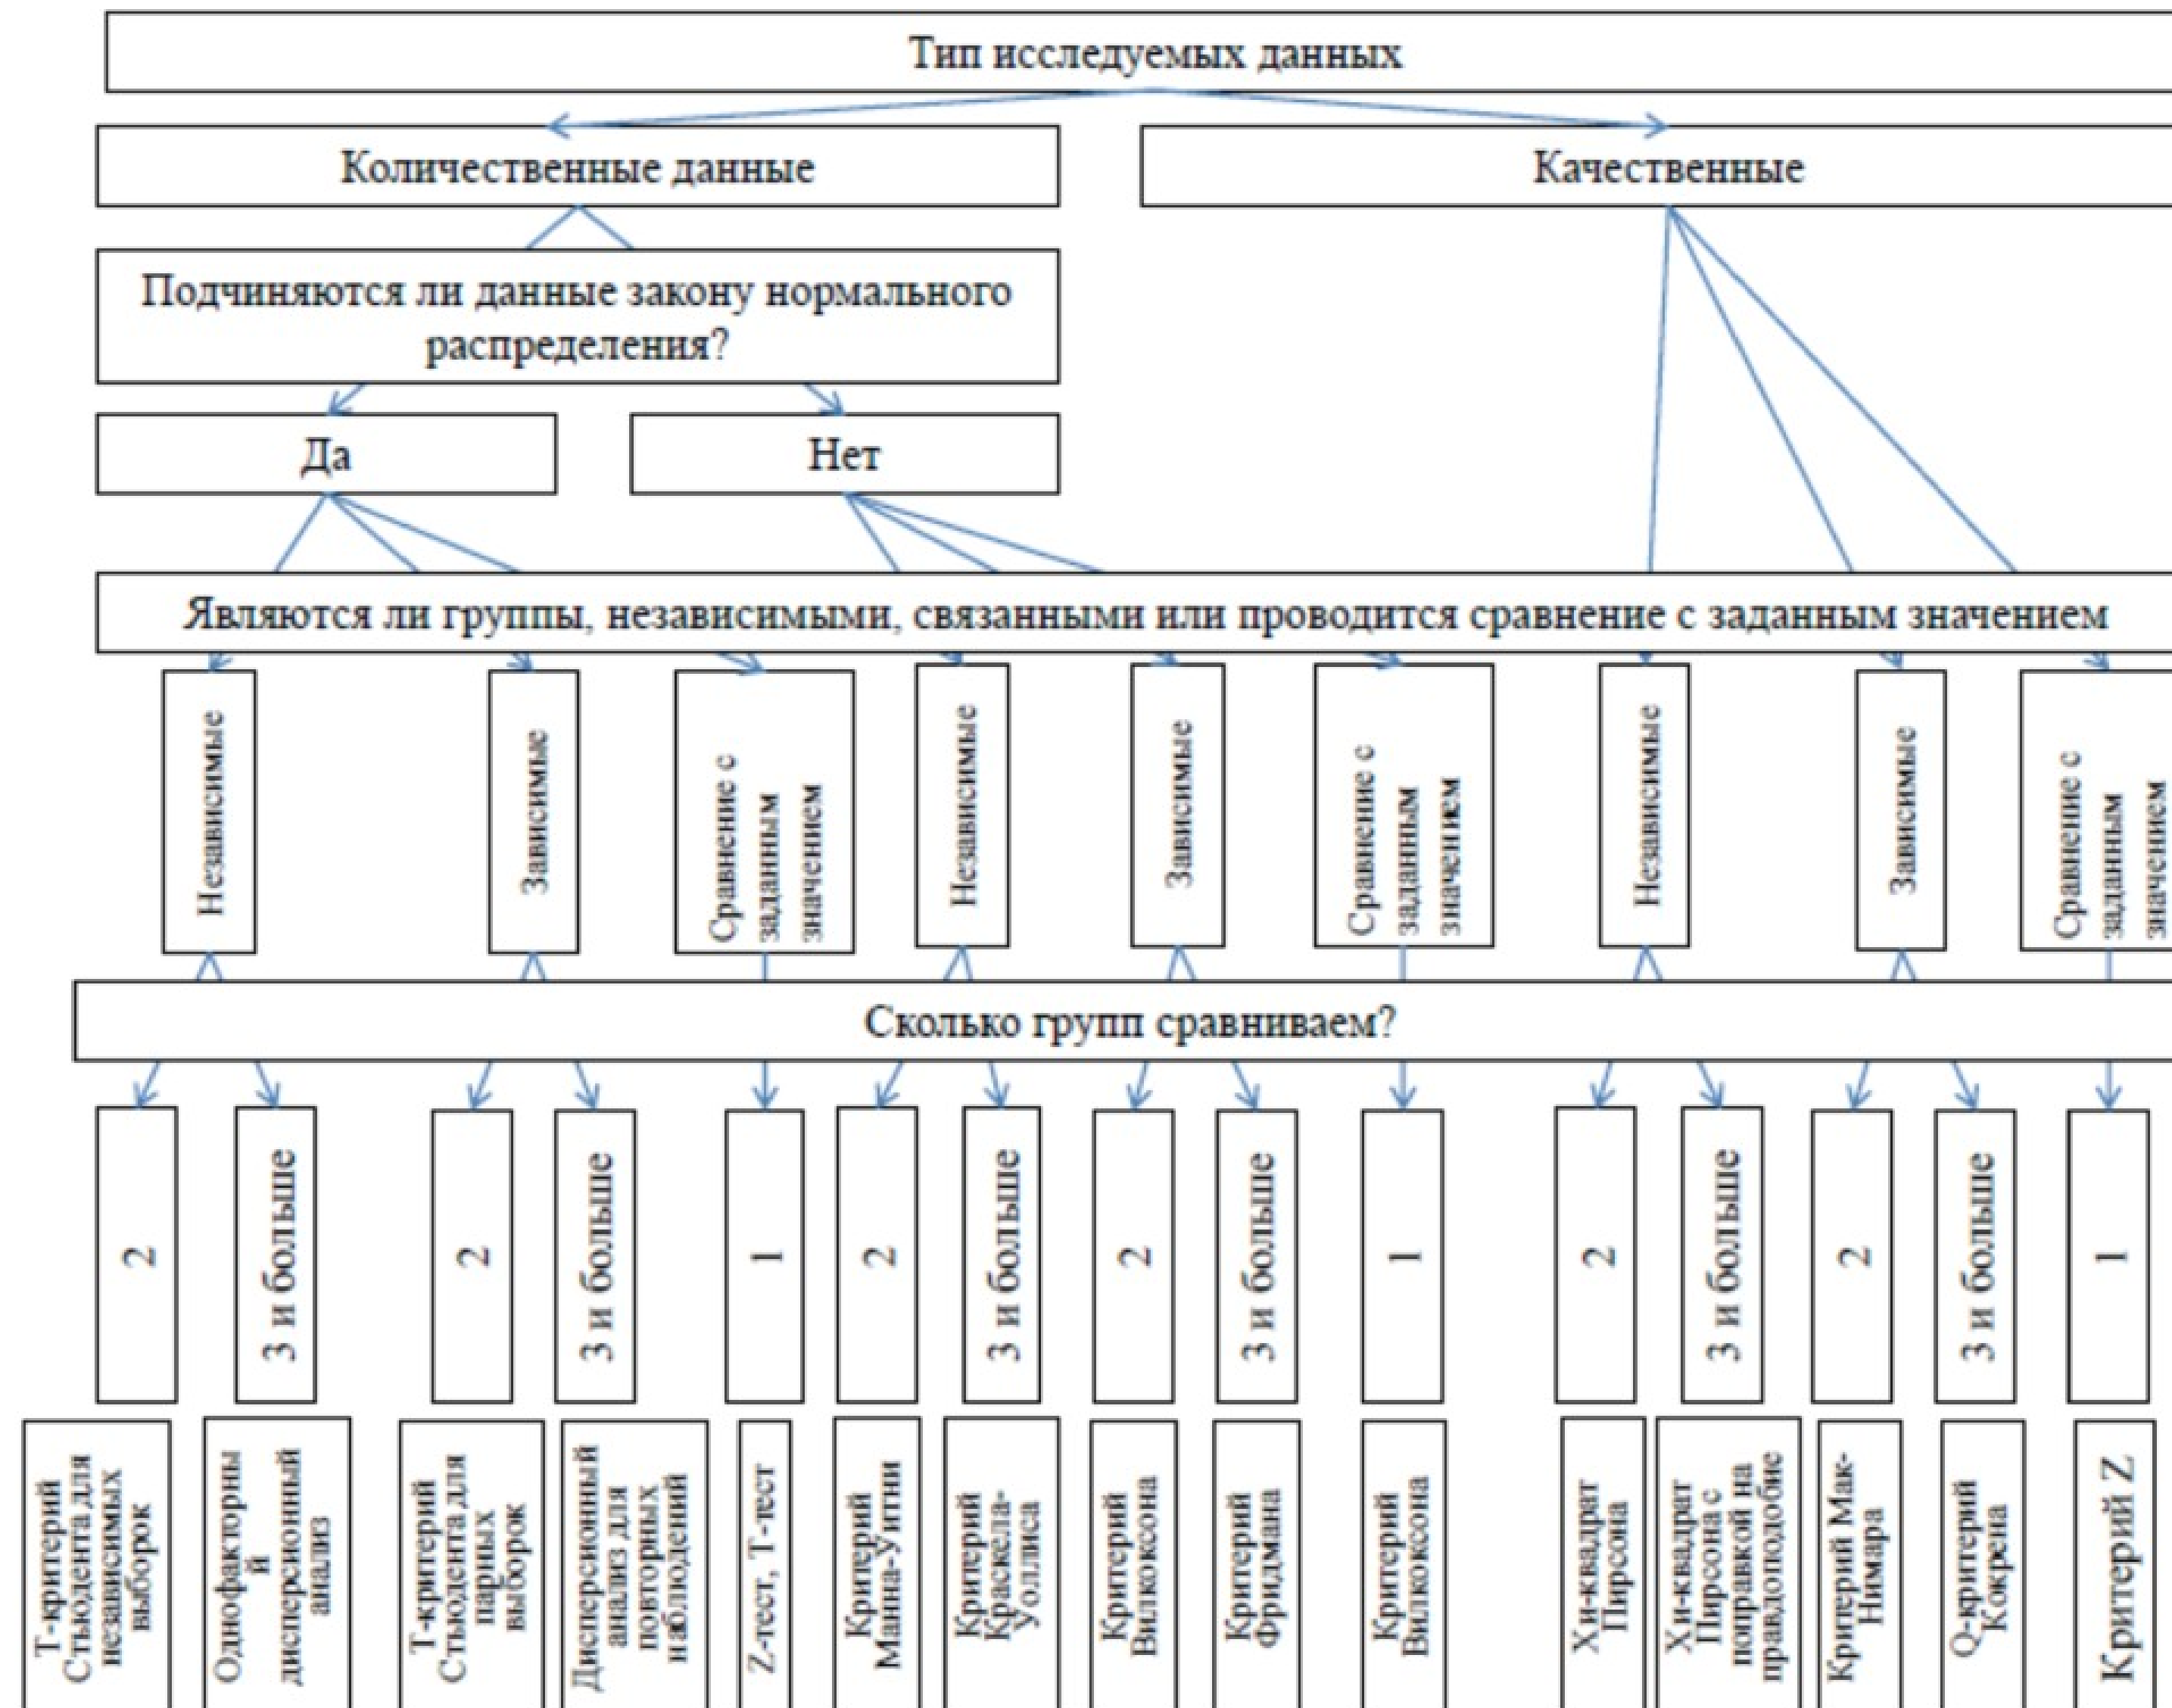 Тип исследуемых данных
Количественные данные
Качественные
Подчиняются ли данные закону нормального
распределения?
Да
Нет
Являются ли группы, независимыми, связанными или проводится сравнение с заданным значением
Независимые
Зависимые
Сравнение с
заданным
значением
Независимые
Зависимые
Сравнение с
заданным
значением
Независимые
Зависимые
Сравнение с
заданным
значением
Сколько групп сравниваем?
2
3 и больше
2
3 и больше
1
2
3 и больше
2
3 и больше
1
2
3 и больше
2
3 и больше
1
Т-критерий
Стьюдента для
независимых
выборок
Однофакторны
й
дисперсионный
анализ
Т-критерий
Стьюдента для
парных
выборок
Дисперсионный
анализ для
повторных
наблюдений
Z-тест, Т-тест
Критерий
Манна-Уитни
Критерий
Краскела-
Уоллиса
Критерий
Вилкоксона
Критерий
Фридмана
Критерий
Вилкоксона
Хи-квадрат
Пирсона
Хи-квадрат
Пирсона с
поправкой на
правдоподобие
Критерий Мак-
Нимара
Q-критерий
Кокрена
Критерий Z